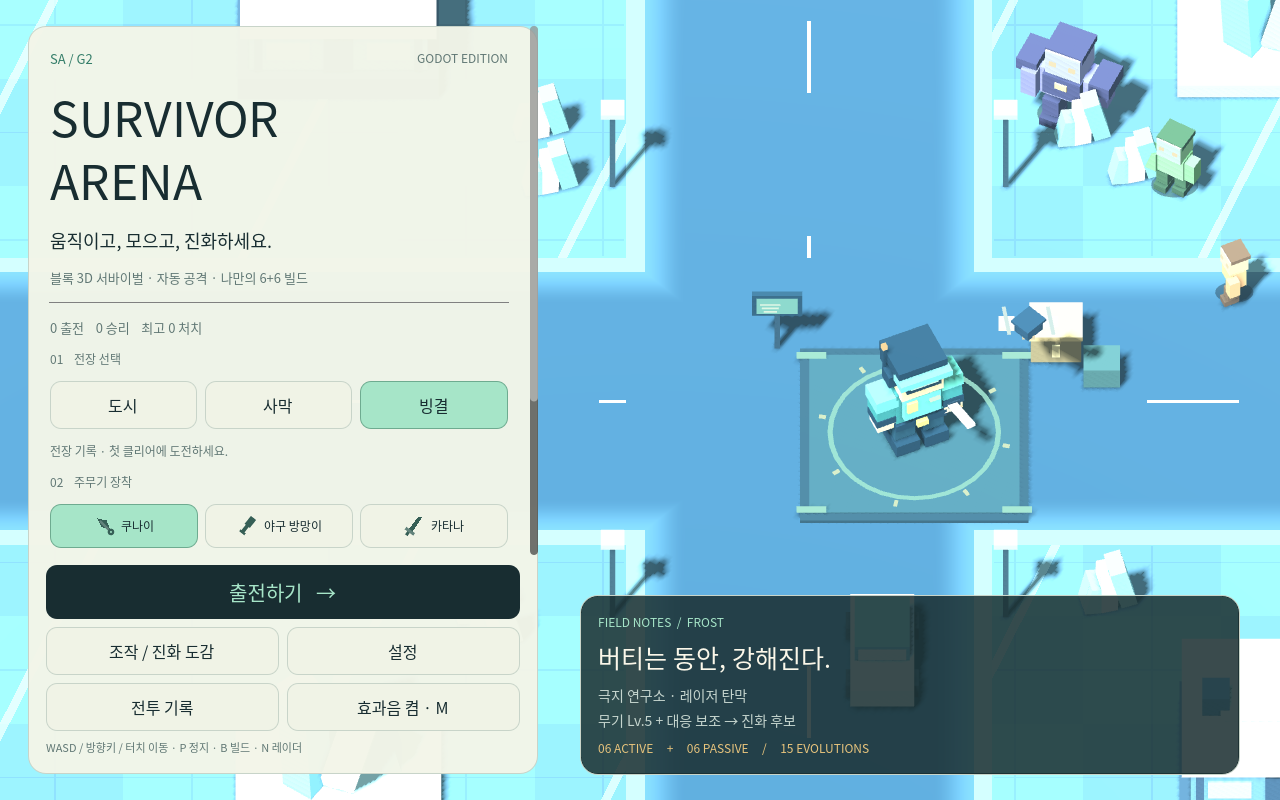 SA / G2
GODOT EDITION
SURVIVOR
ARENA
움직이고, 모으고, 진화하세요.
블록 3D 서바이벌 · 자동 공격 · 나만의 6+6 빌드
0 출전 0 승리 최고 0 처치
01 전장 선택
도시 사막 빙결
전장 기록 · 첫 클리어에 도전하세요.
02 주무기 장착
쿠나이 야구 방망이 카타나
출전하기 →
조작 / 진화 도감 설정
전투 기록 효과음 켬 · M
WASD / 방향키 / 터치 이동 · P 정지 · B 빌드 · N 레이더
FIELD NOTES / FROST
버티는 동안, 강해진다.
극지 연구소 · 레이저 탄막
무기 Lv.5 + 대응 보조 → 진화 후보
06 ACTIVE + 06 PASSIVE / 15 EVOLUTIONS